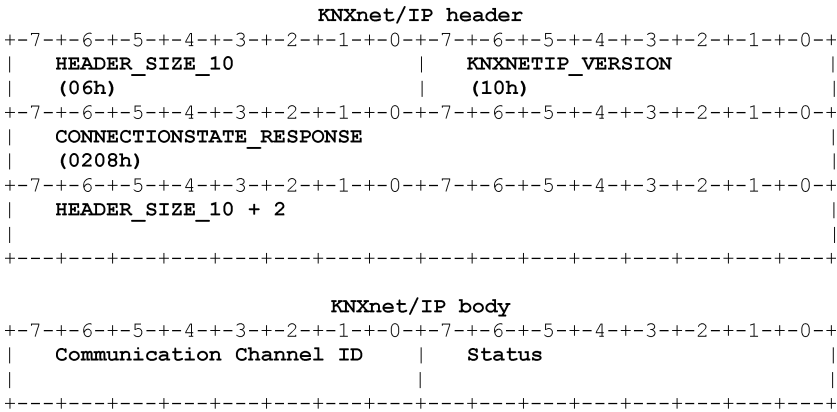 KNXnet/IP header
+-7-+-6-+-5-+-4-+-3-+-2-+-1-+-0-+-7-+-6-+-5-+-4-+-3-+-2-+-1-+-0-+
| HEADER_SIZE_10 | KNXNETIP_VERSION |
| (06h) | (10h) |
+-7-+-6-+-5-+-4-+-3-+-2-+-1-+-0-+-7-+-6-+-5-+-4-+-3-+-2-+-1-+-0-+
| CONNECTIONSTATE_RESPONSE |
| (0208h) |
+-7-+-6-+-5-+-4-+-3-+-2-+-1-+-0-+-7-+-6-+-5-+-4-+-3-+-2-+-1-+-0-+
| HEADER_SIZE_10 + 2 |
| |
+---+---+---+---+---+---+---+---+---+---+---+---+---+---+---+---+
KNXnet/IP body
+-7-+-6-+-5-+-4-+-3-+-2-+-1-+-0-+-7-+-6-+-5-+-4-+-3-+-2-+-1-+-0-+
| Communication Channel ID | Status |
| | |
+---+---+---+---+---+---+---+---+---+---+---+---+---+---+---+---+